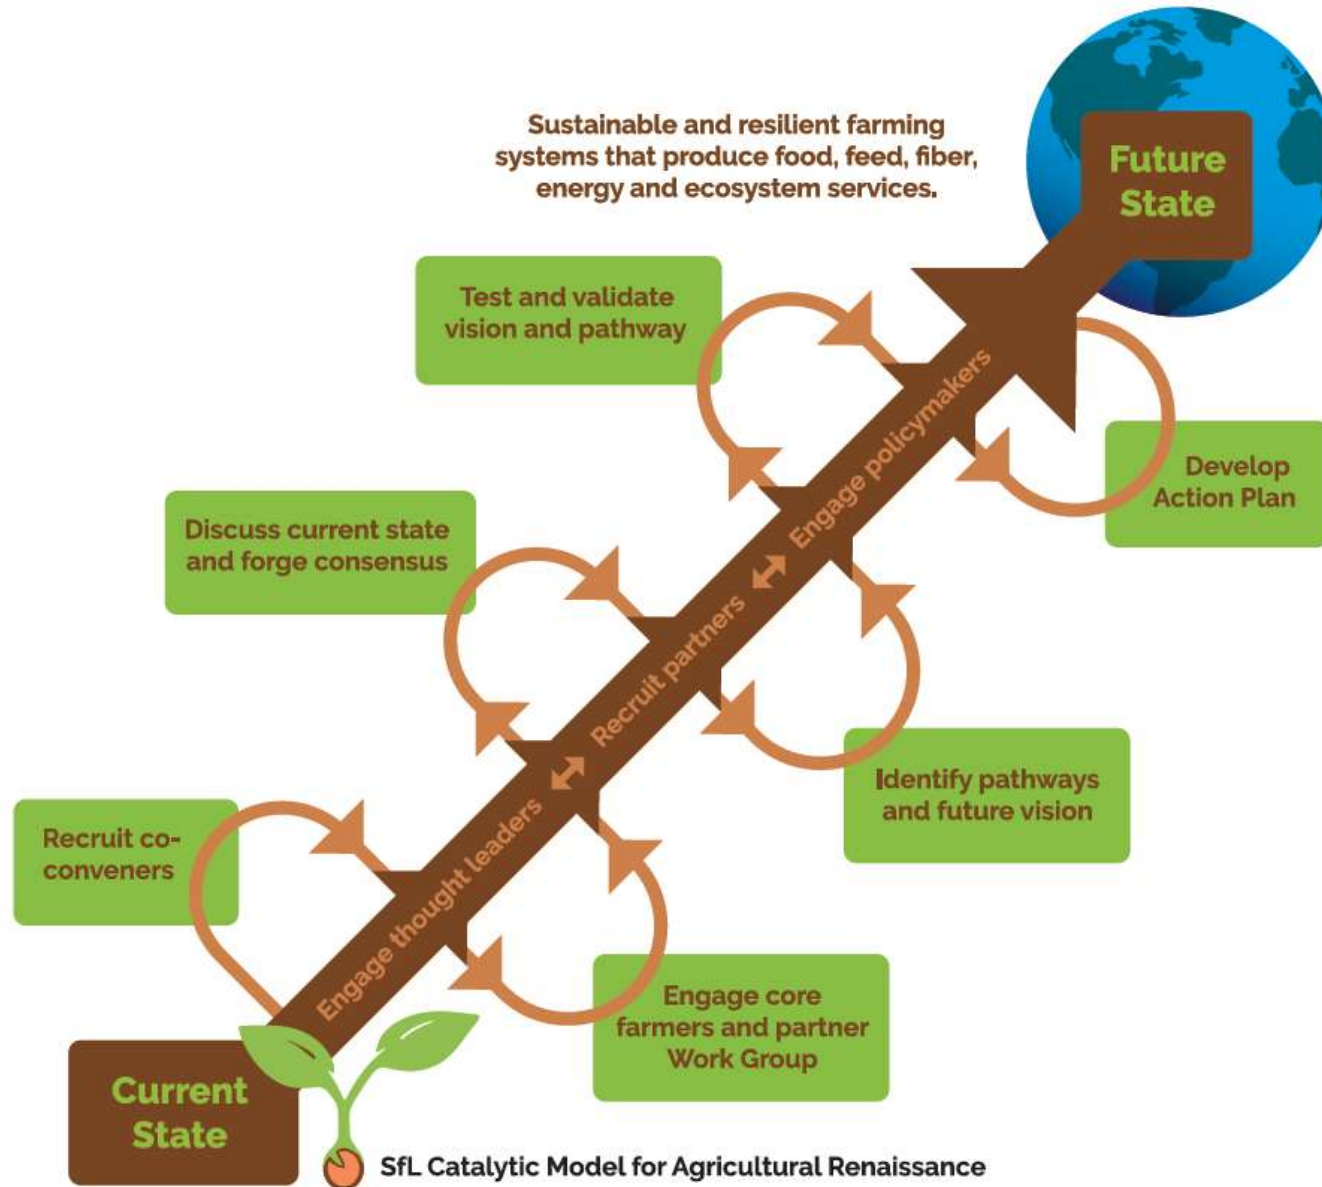 Sustainable and resilient farming
systems that produce food, feed, fiber,
energy and ecosystem services.
Future
State
Test and validate
vision and pathway
Engage policymakers
Develop
Action Plan
Discuss current state
and forge consensus
Recruit partners
Identify pathways
and future vision
Recruit co-
conveners
Engage thought leaders
Engage core
farmers and partner
Work Group
Current
State
SfL Catalytic Model for Agricultural Renaissance